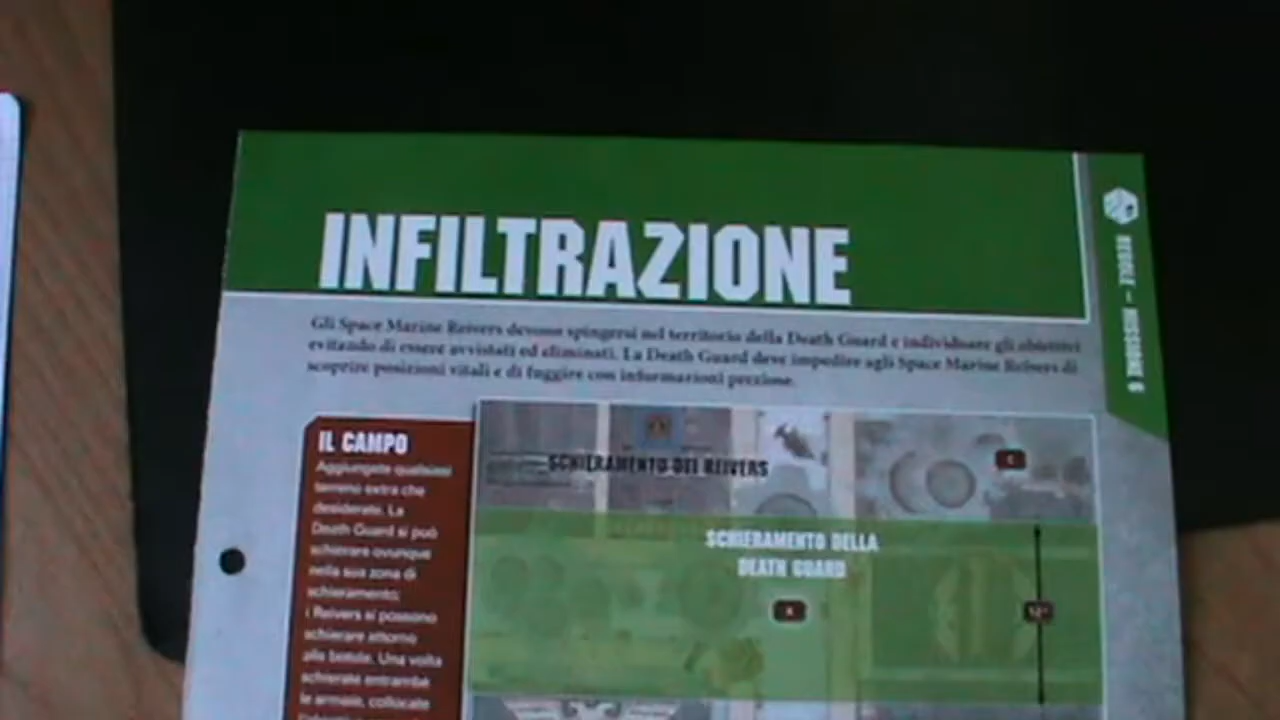 INFILTRAZIONE
REGOLE – MISSIONE 6
Gli Space Marine Reivers devono spingersi nel territorio della Death Guard e individuare gli obiettivi
evitando di essere avvistati ed eliminati. La Death Guard deve impedire agli Space Marine Reivers di
scoprire posizioni vitali e di fuggire con informazioni preziose.
IL CAMPO
Aggiungete qualsiasi
terreno extra che
desiderate. La
Death Guard si può
schierare ovunque
nella sua zona di
schieramento;
i Reivers si possono
schierare attorno
alle botole. Una volta
schierate entrambe
le armate, collocate
SCHIERAMENTO DEI REIVERS
SCHIERAMENTO DELLA
DEATH GUARD
12"